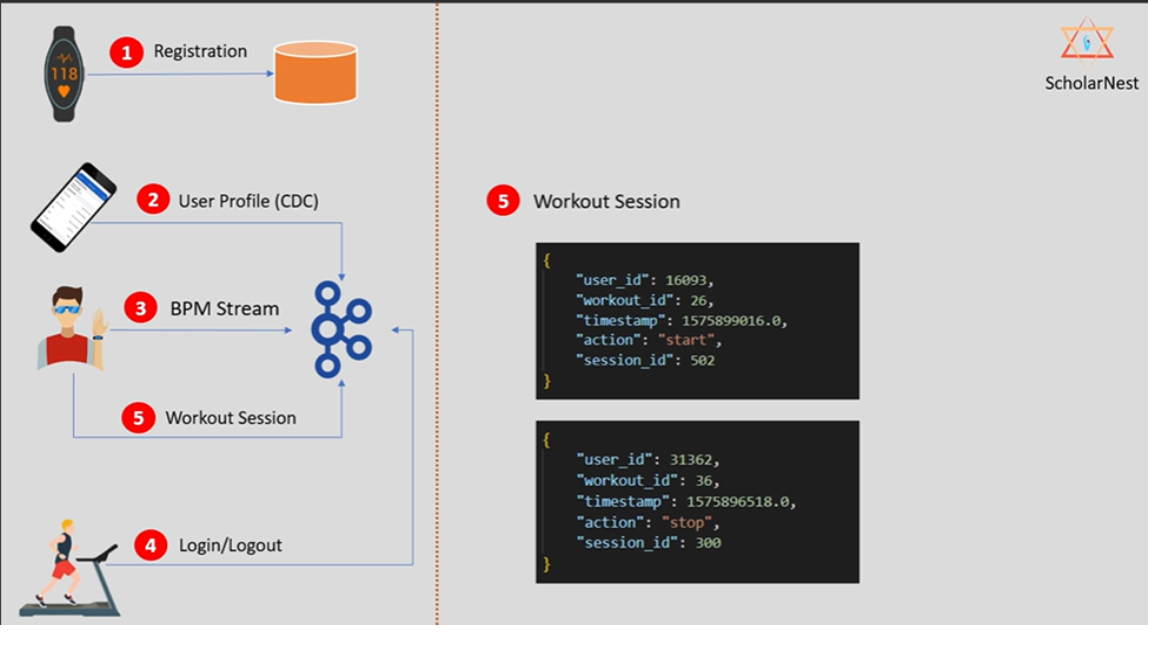 118
1 Registration
ScholarNest
2 User Profile (CDC)
3 BPM Stream
5 Workout Session
4 Login/Logout
5 Workout Session
{
"user_id": 16093,
"workout_id": 26,
"timestamp": 1575899016.0,
"action": "start",
"session_id": 502
}
{
"user_id": 31362,
"workout_id": 36,
"timestamp": 1575896518.0,
"action": "stop",
"session_id": 300
}